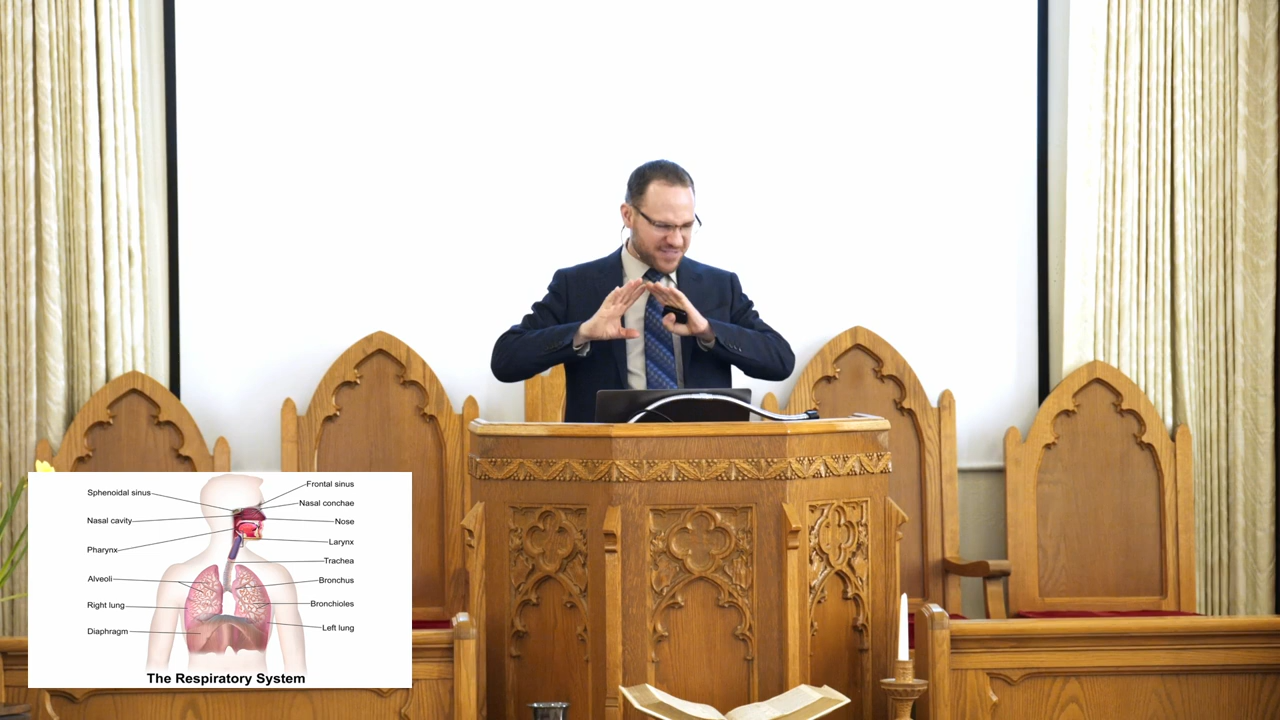 Sphenoidal sinus
Frontal sinus
Nasal conchae
Nasal cavity
Nose
Pharynx
Larynx
Trachea
Alveoli
Bronchus
Right lung
Bronchioles
Diaphragm
Left lung
The Respiratory System